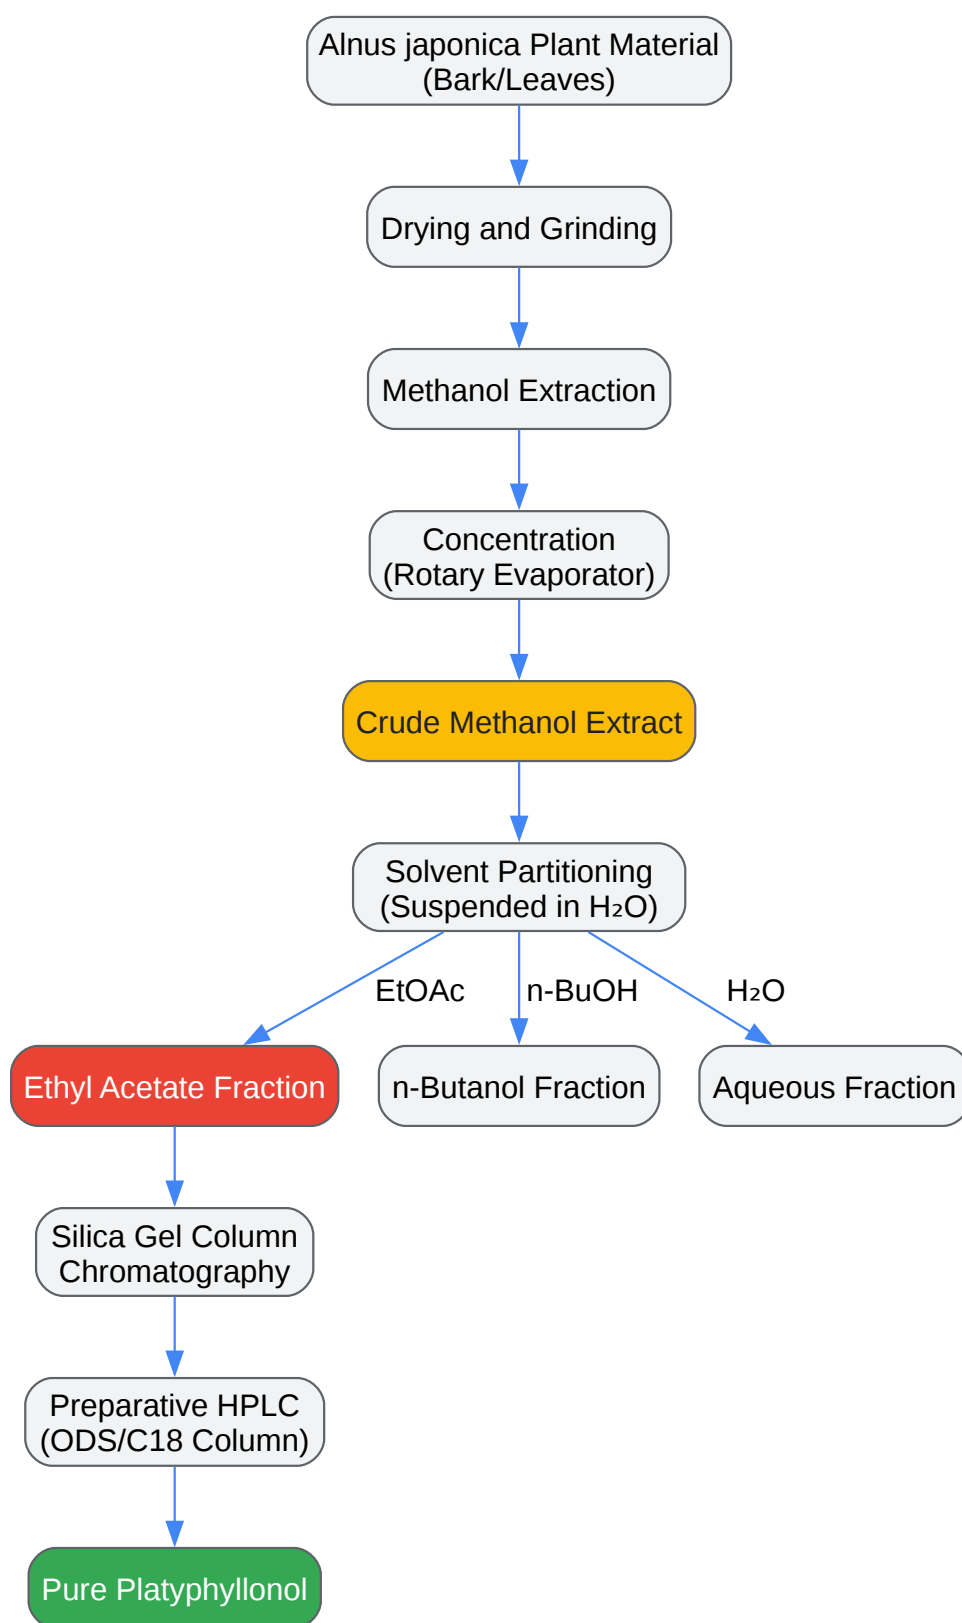 Alnus japonica Plant Material
(Bark/Leaves)
Drying and Grinding
Methanol Extraction
Concentration
(Rotary Evaporator)
Crude Methanol Extract
Solvent Partitioning
(Suspended in H₂O)
EtOAc
n-BuOH
H₂O
Ethyl Acetate Fraction
n-Butanol Fraction
Aqueous Fraction
Silica Gel Column
Chromatography
Preparative HPLC
(ODS/C18 Column)
Pure Platyphyllonol